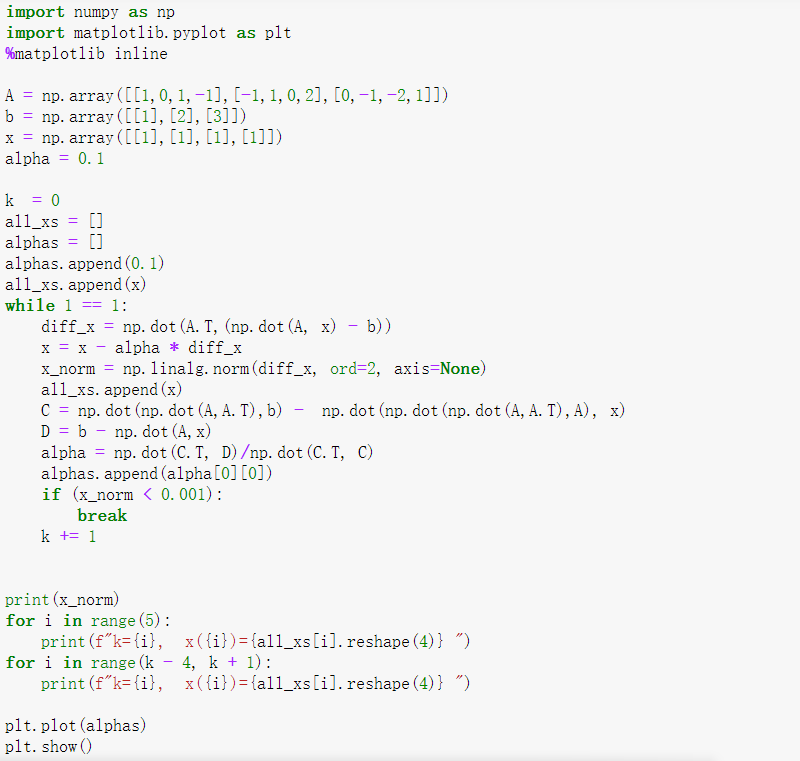 import numpy as np
import matplotlib.pyplot as plt
%matplotlib inline
A = np.array([[1,0,1,-1],[-1,1,0,2],[0,-1,-2,1]])
b = np.array([[1],[2],[3]])
x = np.array([[1],[1],[1],[1]])
alpha = 0.1
k  = 0
all_xs = []
alphas = []
alphas.append(0.1)
all_xs.append(x)
while 1 == 1:
    diff_x = np.dot(A.T, (np.dot(A, x) - b))
    x = x - alpha * diff_x
    x_norm = np.linalg.norm(diff_x, ord=2, axis=None)
    all_xs.append(x)
    C = np.dot(np.dot(A,A.T),b) -  np.dot(np.dot(np.dot(A,A.T),A), x)
    D = b - np.dot(A,x)
    alpha = np.dot(C.T, D)/np.dot(C.T, C)
    alphas.append(alpha[0][0])
    if (x_norm < 0.001):
        break
    k += 1
print(x_norm)
for i in range(5):
    print(f"k={i},  x({i})={all_xs[i].reshape(4)} ")
for i in range(k - 4, k + 1):
    print(f"k={i},  x({i})={all_xs[i].reshape(4)} ")
plt.plot(alphas)
plt.show()